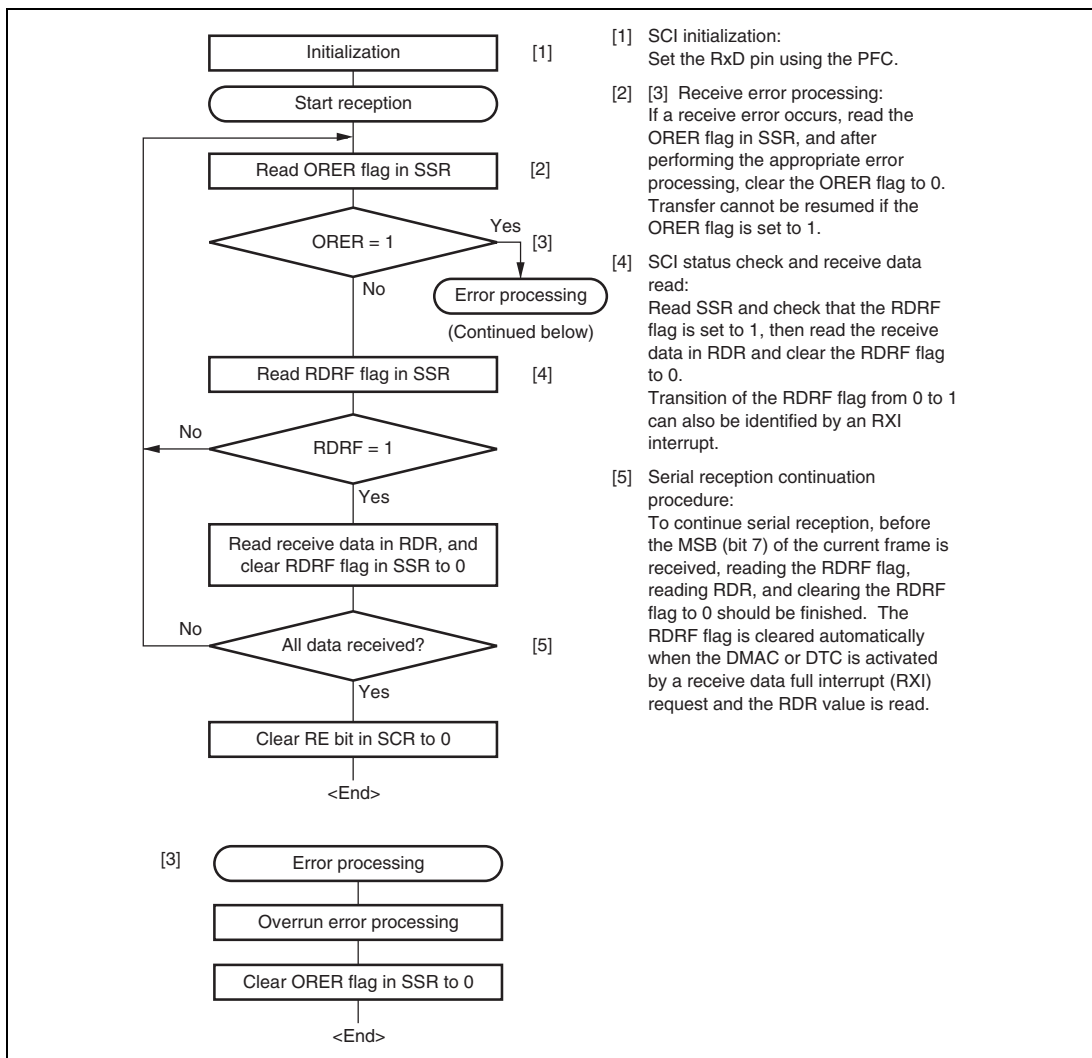 Initialization [1]
Start reception
Read ORER flag in SSR [2]
ORER = 1
Yes
[3]
No
Error processing
(Continued below)
Read RDRF flag in SSR [4]
No
RDRF = 1
Yes
Read receive data in RDR, and
clear RDRF flag in SSR to 0
No
All data received? [5]
Yes
Clear RE bit in SCR to 0
<End>
[3] Error processing
Overrun error processing
Clear ORER flag in SSR to 0
<End>
[1] SCI initialization:
Set the RxD pin using the PFC.
[2] [3] Receive error processing:
If a receive error occurs, read the
ORER flag in SSR, and after
performing the appropriate error
processing, clear the ORER flag to 0.
Transfer cannot be resumed if the
ORER flag is set to 1.
[4] SCI status check and receive data
read:
Read SSR and check that the RDRF
flag is set to 1, then read the receive
data in RDR and clear the RDRF flag
to 0.
Transition of the RDRF flag from 0 to 1
can also be identified by an RXI
interrupt.
[5] Serial reception continuation
procedure:
To continue serial reception, before
the MSB (bit 7) of the current frame is
received, reading the RDRF flag,
reading RDR, and clearing the RDRF
flag to 0 should be finished. The
RDRF flag is cleared automatically
when the DMAC or DTC is activated
by a receive data full interrupt (RXI)
request and the RDR value is read.